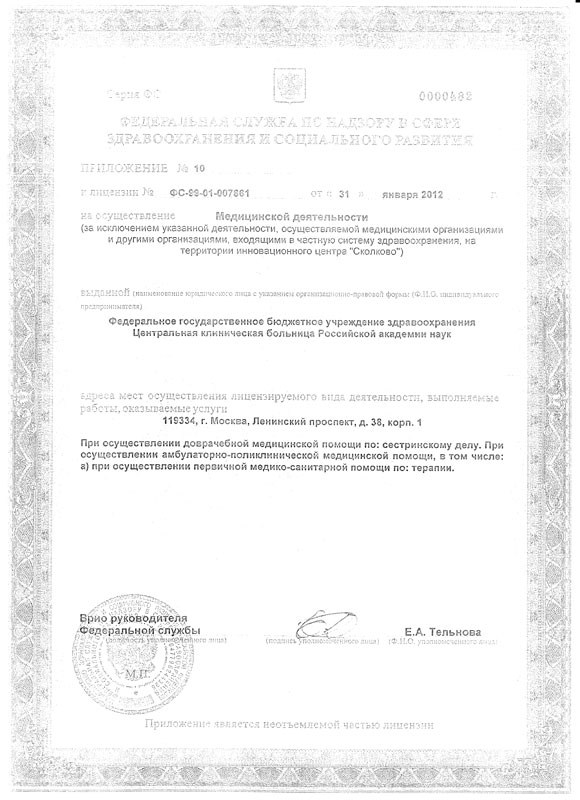 Серия ФС 0000482
ФЕДЕРАЛЬНАЯ СЛУЖБА ПО НАДЗОРУ В СФЕРЕ
ЗДРАВООХРАНЕНИЯ И СОЦИАЛЬНОГО РАЗВИТИЯ
ПРИЛОЖЕНИЕ № 10
к лицензии № ФС-99-01-007861 от « 31 » января 2012 г.
на осуществление Медицинской деятельности
(за исключением указанной деятельности, осуществляемой медицинскими организациями
и другими организациями, входящими в частную систему здравоохранения, на
территории инновационного центра "Сколково")
выданной (наименование юридического лица с указанием организационно-правовой формы (Ф.И.О. индивидуального
предпринимателя)
Федеральное государственное бюджетное учреждение здравоохранения
Центральная клиническая больница Российской академии наук
адреса мест осуществления лицензируемого вида деятельности, выполняемые
работы, оказываемые услуги
119334, г. Москва, Ленинский проспект, д. 38, корп. 1
При осуществлении доврачебной медицинской помощи по: сестринскому делу. При
осуществлении амбулаторно-поликлинической медицинской помощи, в том числе:
а) при осуществлении первичной медико-санитарной помощи по: терапии.
Врио руководителя
Федеральной службы Е.А. Тельнова
(должность уполномоченного лица) (подпись уполномоченного лица) (Ф.И.О. уполномоченного лица)
М.П.
Приложение является неотъемлемой частью лицензии